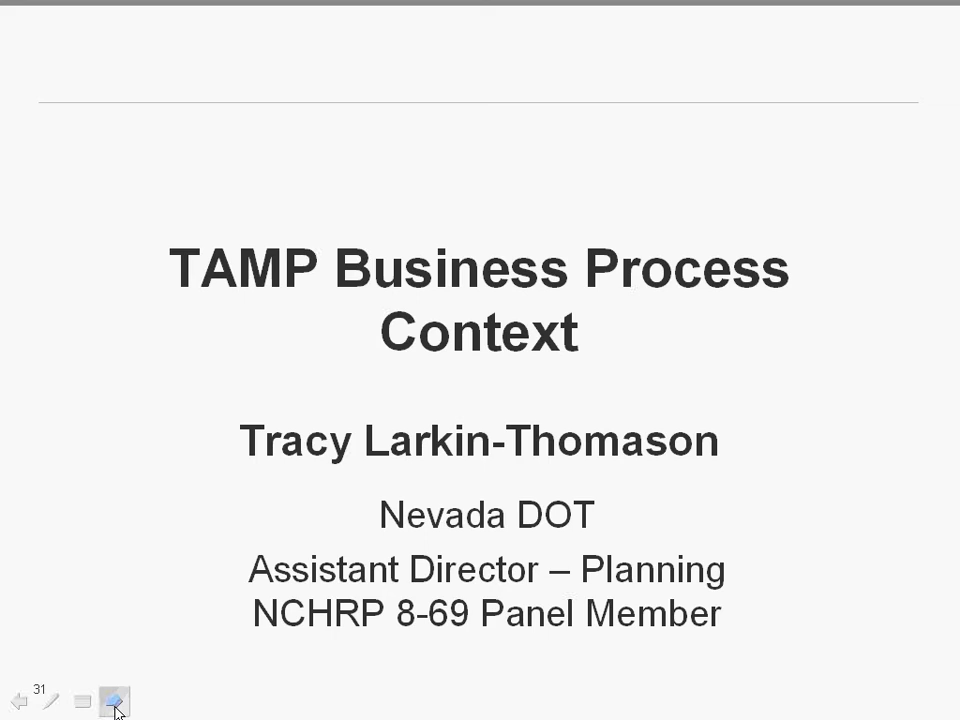 TAMP Business Process
Context
Tracy Larkin-Thomason
Nevada DOT
Assistant Director – Planning
NCHRP 8-69 Panel Member
31